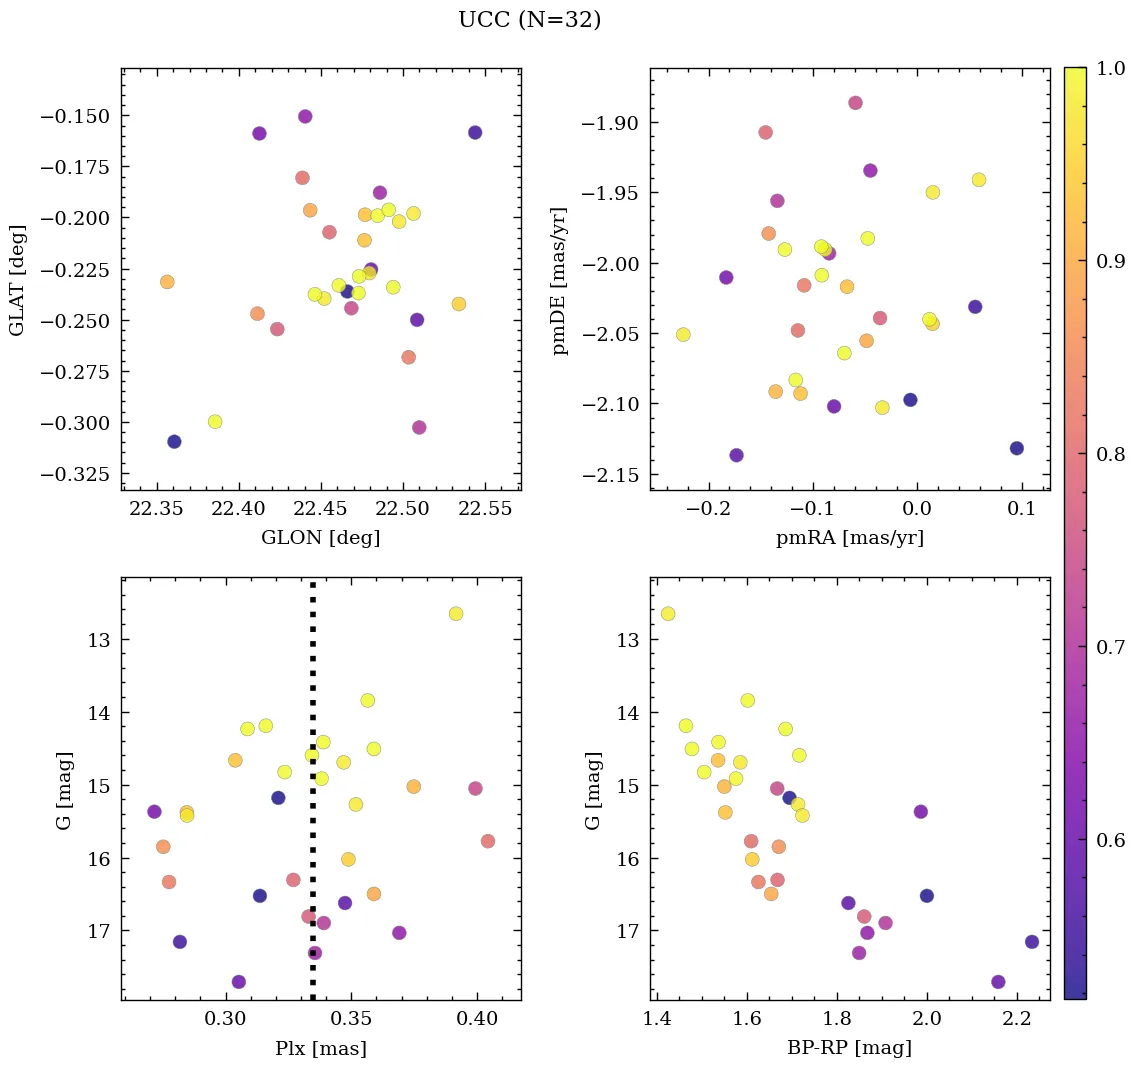 UCC (N=32)
−0.150
−0.175
−0.200
−0.225
−0.250
−0.275
−0.300
−0.325
GLAT [deg]
22.35 22.40 22.45 22.50 22.55
GLON [deg]
−1.90
−1.95
−2.00
−2.05
−2.10
−2.15
pmDE [mas/yr]
−0.2 −0.1 0.0 0.1
pmRA [mas/yr]
1.0
0.9
0.8
0.7
0.6
13
14
15
16
17
G [mag]
0.30 0.35 0.40
Plx [mas]
13
14
15
16
17
G [mag]
1.4 1.6 1.8 2.0 2.2
BP-RP [mag]